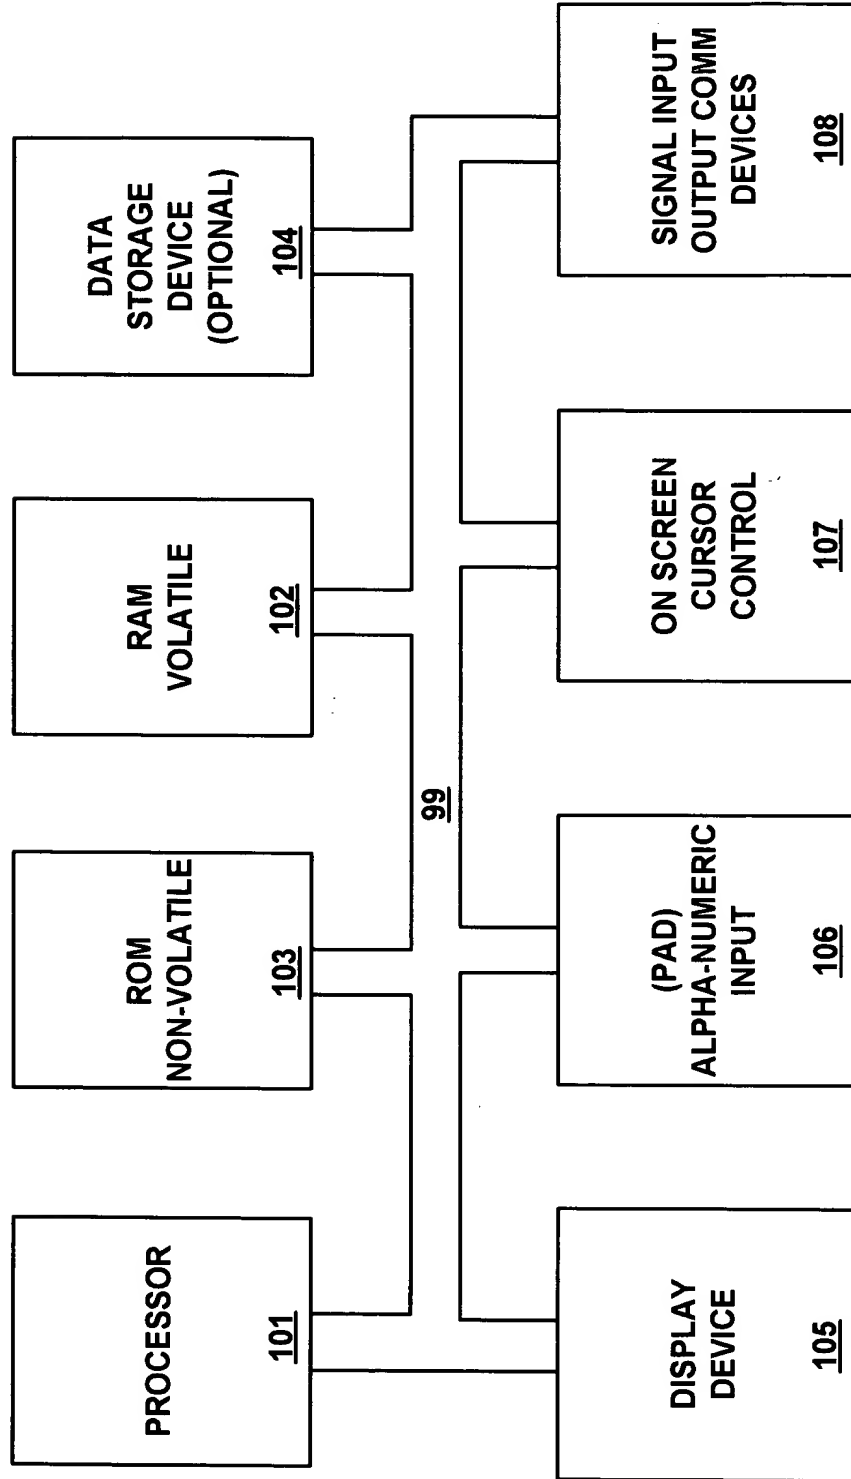 PROCESSOR
101
ROM
NON-VOLATILE
103
RAM
VOLATILE
102
DATA
STORAGE
DEVICE
(OPTIONAL)
104
99
DISPLAY
DEVICE
105
(PAD)
ALPHA-NUMERIC
INPUT
106
ON SCREEN
CURSOR
CONTROL
107
SIGNAL INPUT
OUTPUT COMM
DEVICES
108